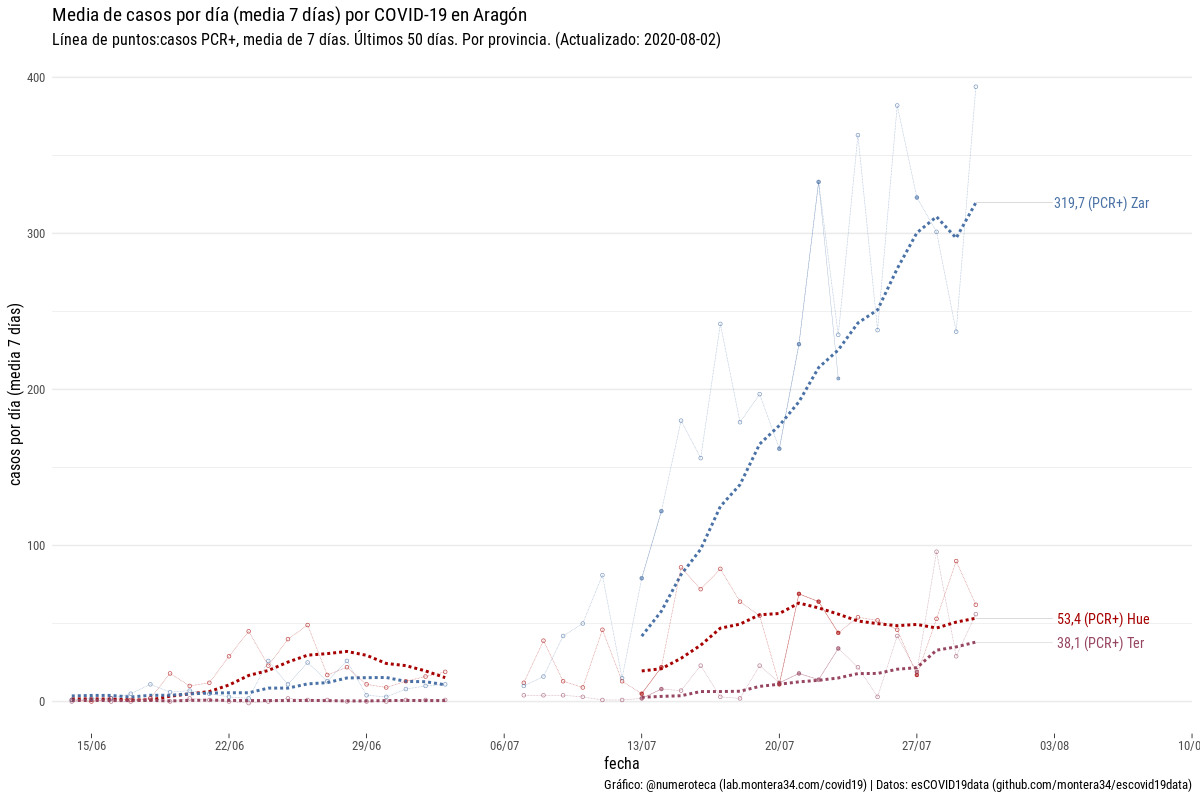 Media de casos por día (media 7 días) por COVID-19 en Aragón
Línea de puntos:casos PCR+, media de 7 días. Últimos 50 días. Por provincia. (Actualizado: 2020-08-02)
casos por día (media 7 días)
400
300
200
100
0
319,7 (PCR+) Zar
53,4 (PCR+) Hue
38,1 (PCR+) Ter
15/06
22/06
29/06
06/07
13/07
20/07
27/07
03/08
10/0
fecha
Gráfico: @numeroteca (lab.montera34.com/covid19) | Datos: esCOVID19data (github.com/montera34/escovid19data)